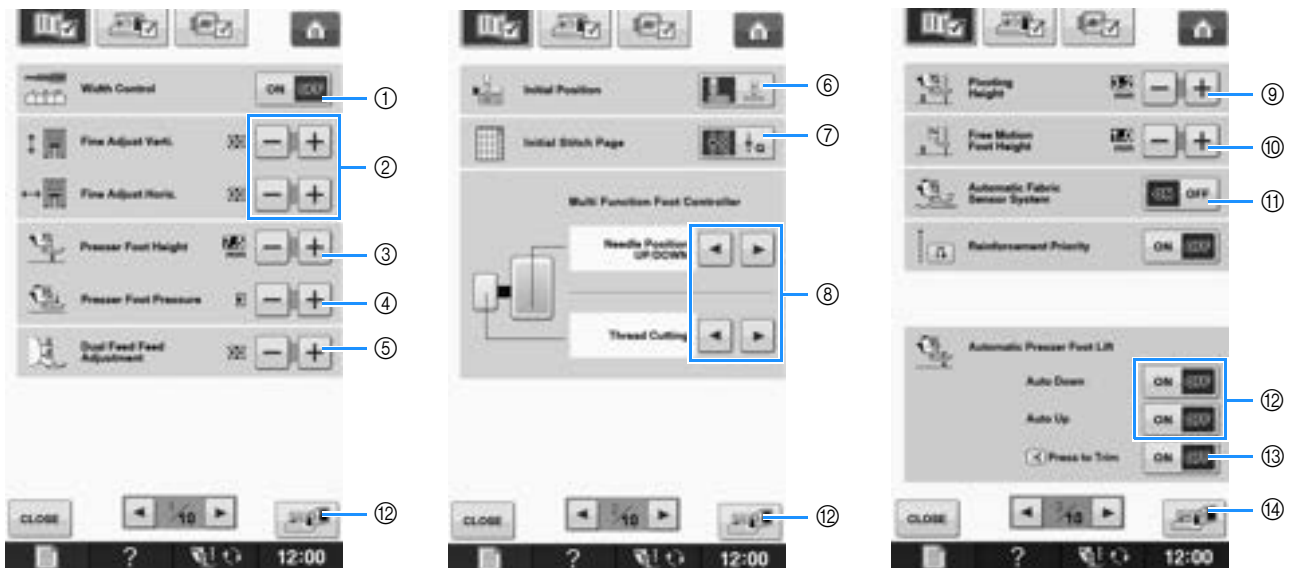 Width Control
ON
①
Fine Adjust Verti.
②
Fine Adjust Horiz.
Presser Foot Height
mm
③
Presser Foot Pressure
④
Dual Feed Feed
Adjustment
⑤
CLOSE
10
⑫
?
12:00
Initial Position
⑥
Initial Stitch Page
⑦
Multi Function Foot Controller
Needle Position
UP/DOWN
⑧
Thread Cutting
CLOSE
10
⑫
?
12:00
Pivoting
Height
mm
⑨
Free Motion
Foot Height
mm
⑩
Automatic Fabric
Sensor System
OFF
⑪
Reinforcement Priority
ON
Automatic Presser Foot Lift
Auto Down
ON
⑫
Auto Up
ON
Press to Trim
ON
⑬
CLOSE
10
⑭
?
12:00